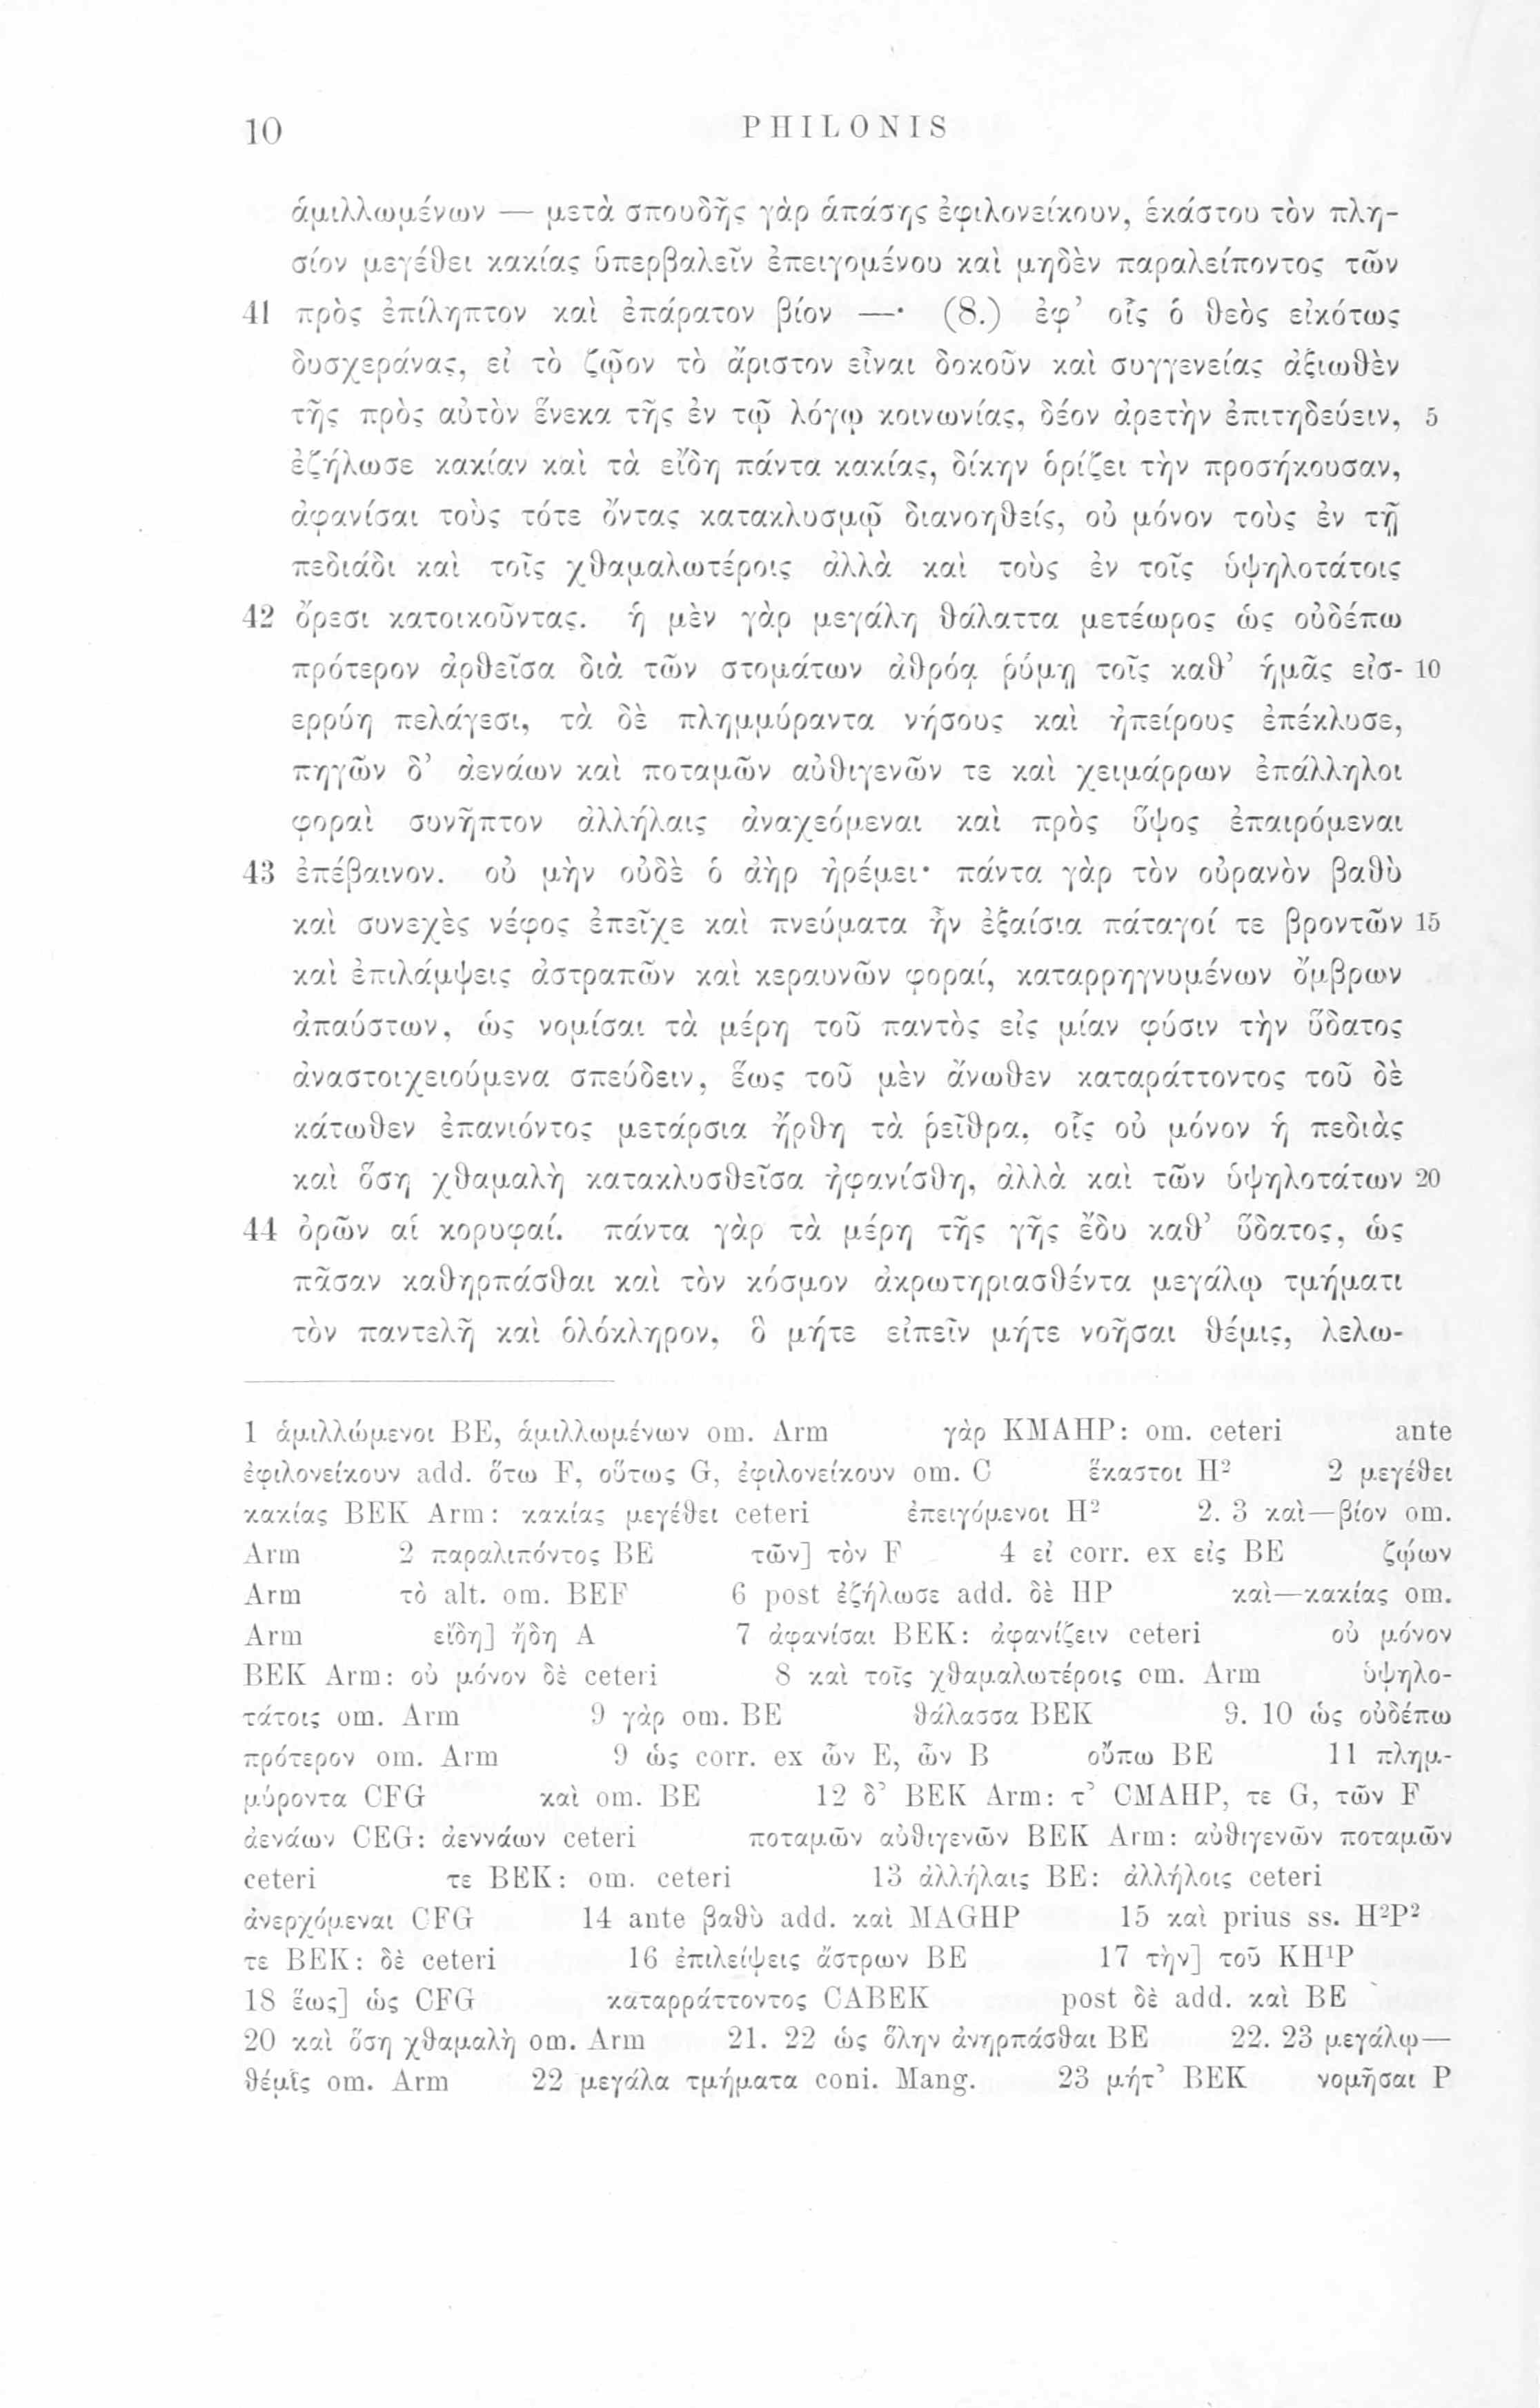 10 PHILONIS
ἁμιλλωμένων — μετὰ σπουδῆς γὰρ ἁπάσης ἐφιλονείκουν, ἑκάστου τὸν πλη-
σίον μεγέθει κακίας ὑπερβαλεῖν ἐπειγομένου καὶ μηδὲν παραλείποντος τῶν
41 πρὸς ἐπίληπτον καὶ ἐπάρατον βίον —· (8.) ἐφ’ οἷς ὁ θεὸς εἰκότως
δυσχεράνας, εἰ τὸ ζῷον τὸ ἄριστον εἶναι δοκοῦν καὶ συγγενείας ἀξιωθὲν
τῆς πρὸς αὐτὸν ἕνεκα τῆς ἐν τῷ λόγῳ κοινωνίας, δέον ἀρετὴν ἐπιτηδεύειν, 5
ἐζήλωσε κακίαν καὶ τὰ εἴδη πάντα κακίας, δίκην ὁρίζει τὴν προσήκουσαν,
ἀφανίσαι τοὺς τότε ὄντας κατακλυσμῷ διανοηθείς, οὐ μόνον τοὺς ἐν τῇ
πεδιάδι καὶ τοῖς χθαμαλωτέροις ἀλλὰ καὶ τοὺς ἐν τοῖς ὑψηλοτάτοις
42 ὄρεσι κατοικοῦντας. ἡ μὲν γὰρ μεγάλη θάλαττα μετέωρος ὡς οὐδέπω
πρότερον ἀρθεῖσα διὰ τῶν στομάτων ἀθρόᾳ ῥύμῃ τοῖς καθ’ ἡμᾶς εἰσ- 10
ερρύη πελάγεσι, τὰ δὲ πλημμύραντα νήσους καὶ ἠπείρους ἐπέκλυσε,
πηγῶν δ’ ἀενάων καὶ ποταμῶν αὐθιγενῶν τε καὶ χειμάρρων ἐπάλληλοι
φοραὶ συνῆπτον ἀλλήλαις ἀναχεόμεναι καὶ πρὸς ὕψος ἐπαιρόμεναι
43 ἐπέβαινον. οὐ μὴν οὐδὲ ὁ ἀὴρ ἠρέμει· πάντα γὰρ τὸν οὐρανὸν βαθὺ
καὶ συνεχὲς νέφος ἐπεῖχε καὶ πνεύματα ἦν ἐξαίσια πάταγοί τε βροντῶν 15
καὶ ἐπιλάμψεις ἀστραπῶν καὶ κεραυνῶν φοραί, καταρρηγνυμένων ὄμβρων
ἀπαύστων, ὡς νομίσαι τὰ μέρη τοῦ παντὸς εἰς μίαν φύσιν τὴν ὕδατος
ἀναστοιχειούμενα σπεύδειν, ἕως τοῦ μὲν ἄνωθεν καταράττοντος τοῦ δὲ
κάτωθεν ἐπανιόντος μετάρσια ἤρθη τὰ ῥεῖθρα, οἷς οὐ μόνον ἡ πεδιὰς
καὶ ὅση χθαμαλὴ κατακλυσθεῖσα ἠφανίσθη, ἀλλὰ καὶ τῶν ὑψηλοτάτων 20
44 ὀρῶν αἱ κορυφαί. πάντα γὰρ τὰ μέρη τῆς γῆς ἔδυ καθ’ ὕδατος, ὡς
πᾶσαν καθηρπάσθαι καὶ τὸν κόσμον ἀκρωτηριασθέντα μεγάλῳ τμήματι
τὸν παντελῆ καὶ ὁλόκληρον, ὃ μήτε εἰπεῖν μήτε νοῆσαι θέμις, λελω-
1 ἁμιλλώμενοι BE, ἁμιλλωμένων om. Arm γὰρ KMAHP: om. ceteri ante
ἐφιλονείκουν add. ὅτω F, οὕτως G, ἐφιλονείκουν om. C ἕκαστοι H² 2 μεγέθει
κακίας BEK Arm: κακίας μεγέθει ceteri ἐπειγόμενοι H² 2. 3 καὶ—βίον om.
Arm 2 παραλιπόντος BE τῶν] τὸν F 4 εἰ corr. ex εἰς BE ζῴων
Arm τὸ alt. om. BEF 6 post ἐζήλωσε add. δὲ HP καὶ—κακίας om.
Arm εἴδη] ἤδη A 7 ἀφανίσαι BEK: ἀφανίζειν ceteri οὐ μόνον
BEK Arm: οὐ μόνον δὲ ceteri 8 καὶ τοῖς χθαμαλωτέροις om. Arm ὑψηλο-
τάτοις om. Arm 9 γὰρ om. BE θάλασσα BEK 9. 10 ὡς οὐδέπω
πρότερον om. Arm 9 ὡς corr. ex ὧν E, ὧν B οὔπω BE 11 πλημ-
μύροντα CFG καὶ om. BE 12 δ’ BEK Arm: τ’ CMAHP, τε G, τῶν F
ἀενάων CEG: ἀεννάων ceteri ποταμῶν αὐθιγενῶν BEK Arm: αὐθιγενῶν ποταμῶν
ceteri τε BEK: om. ceteri 13 ἀλλήλαις BE: ἀλλήλοις ceteri
ἀνερχόμεναι CFG 14 ante βαθὺ add. καὶ MAGHP 15 καὶ prius ss. H²P²
τε BEK: δὲ ceteri 16 ἐπιλείψεις ἄστρων BE 17 τὴν] τοῦ KH¹P
18 ἕως] ὡς CFG καταρράττοντος CABEK post δὲ add. καὶ BE
20 καὶ ὅση χθαμαλὴ om. Arm 21. 22 ὡς ὅλην ἀνηρπάσθαι BE 22. 23 μεγάλῳ—
θέμις om. Arm 22 μεγάλα τμήματα coni. Mang. 23 μήτ’ BEK νομῆσαι P